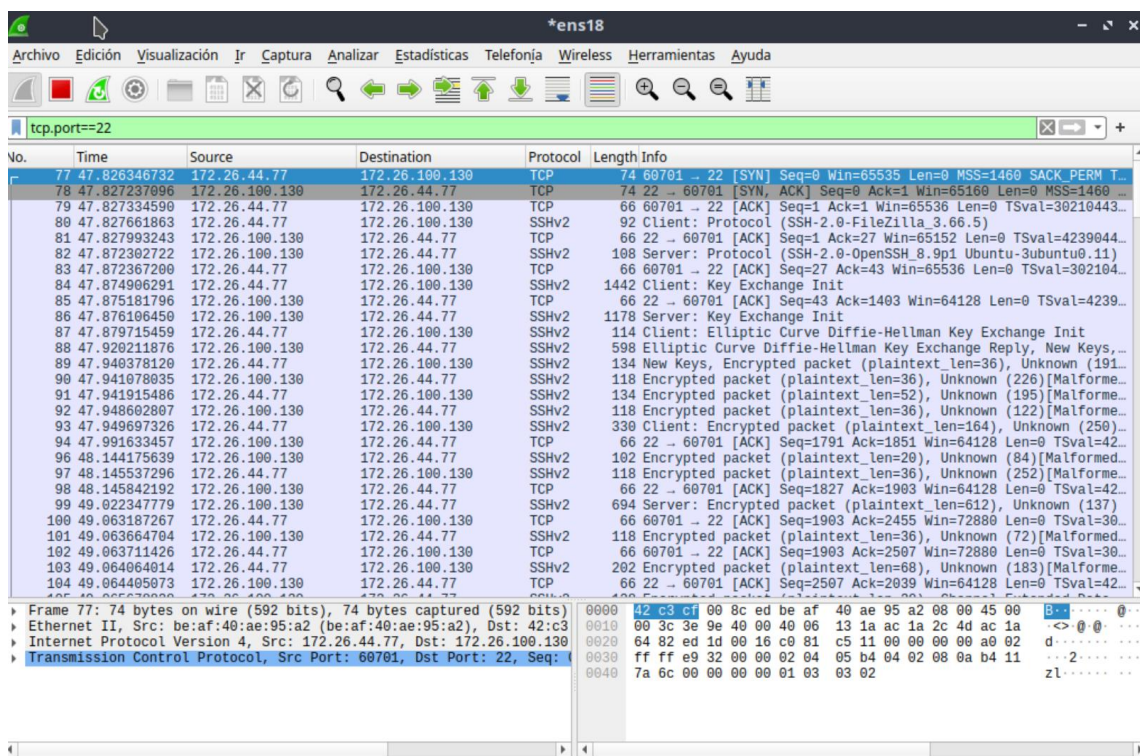 *ens18
Archivo Edición Visualización Ir Captura Analizar Estadísticas Telefonía Wireless Herramientas Ayuda
tcp.port==22
No. Time Source Destination Protocol Length Info
77 47.826346732 172.26.44.77 172.26.100.130 TCP 74 60701 → 22 [SYN] Seq=0 Win=65535 Len=0 MSS=1460 SACK_PERM T…
78 47.827237096 172.26.100.130 172.26.44.77 TCP 74 22 → 60701 [SYN, ACK] Seq=0 Ack=1 Win=65160 Len=0 MSS=1460 …
79 47.827334590 172.26.44.77 172.26.100.130 TCP 66 60701 → 22 [ACK] Seq=1 Ack=1 Win=65536 Len=0 TSval=30210443…
80 47.827661863 172.26.44.77 172.26.100.130 SSHv2 92 Client: Protocol (SSH-2.0-FileZilla_3.66.5)
81 47.827993243 172.26.100.130 172.26.44.77 TCP 66 22 → 60701 [ACK] Seq=1 Ack=27 Win=65152 Len=0 TSval=4239044…
82 47.872302722 172.26.100.130 172.26.44.77 SSHv2 108 Server: Protocol (SSH-2.0-OpenSSH_8.9p1 Ubuntu-3ubuntu0.11)
83 47.872367200 172.26.44.77 172.26.100.130 TCP 66 60701 → 22 [ACK] Seq=27 Ack=43 Win=65536 Len=0 TSval=302104…
84 47.874906291 172.26.44.77 172.26.100.130 SSHv2 1442 Client: Key Exchange Init
85 47.875181796 172.26.100.130 172.26.44.77 TCP 66 22 → 60701 [ACK] Seq=43 Ack=1403 Win=64128 Len=0 TSval=4239…
86 47.876106450 172.26.100.130 172.26.44.77 SSHv2 1178 Server: Key Exchange Init
87 47.879715459 172.26.44.77 172.26.100.130 SSHv2 114 Client: Elliptic Curve Diffie-Hellman Key Exchange Init
88 47.920211876 172.26.100.130 172.26.44.77 SSHv2 598 Elliptic Curve Diffie-Hellman Key Exchange Reply, New Keys,…
89 47.940378120 172.26.44.77 172.26.100.130 SSHv2 134 New Keys, Encrypted packet (plaintext_len=36), Unknown (191…
90 47.941078035 172.26.100.130 172.26.44.77 SSHv2 118 Encrypted packet (plaintext_len=36), Unknown (226)[Malforme…
91 47.941915486 172.26.44.77 172.26.100.130 SSHv2 134 Encrypted packet (plaintext_len=52), Unknown (195)[Malforme…
92 47.948602807 172.26.100.130 172.26.44.77 SSHv2 118 Encrypted packet (plaintext_len=36), Unknown (122)[Malforme…
93 47.949697326 172.26.44.77 172.26.100.130 SSHv2 330 Client: Encrypted packet (plaintext_len=164), Unknown (250)…
94 47.991633457 172.26.100.130 172.26.44.77 TCP 66 22 → 60701 [ACK] Seq=1791 Ack=1851 Win=64128 Len=0 TSval=42…
96 48.144175639 172.26.100.130 172.26.44.77 SSHv2 102 Encrypted packet (plaintext_len=20), Unknown (84)[Malformed…
97 48.145537296 172.26.44.77 172.26.100.130 SSHv2 118 Encrypted packet (plaintext_len=36), Unknown (252)[Malforme…
98 48.145842192 172.26.100.130 172.26.44.77 TCP 66 22 → 60701 [ACK] Seq=1827 Ack=1903 Win=64128 Len=0 TSval=42…
99 49.022347779 172.26.100.130 172.26.44.77 SSHv2 694 Server: Encrypted packet (plaintext_len=612), Unknown (137)
100 49.063187267 172.26.44.77 172.26.100.130 TCP 66 60701 → 22 [ACK] Seq=1903 Ack=2455 Win=72880 Len=0 TSval=30…
101 49.063664704 172.26.100.130 172.26.44.77 SSHv2 118 Encrypted packet (plaintext_len=36), Unknown (72)[Malformed…
102 49.063711426 172.26.44.77 172.26.100.130 TCP 66 60701 → 22 [ACK] Seq=1903 Ack=2507 Win=72880 Len=0 TSval=30…
103 49.064064014 172.26.44.77 172.26.100.130 SSHv2 202 Encrypted packet (plaintext_len=68), Unknown (183)[Malforme…
104 49.064405073 172.26.100.130 172.26.44.77 TCP 66 22 → 60701 [ACK] Seq=2507 Ack=2039 Win=64128 Len=0 TSval=42…
Frame 77: 74 bytes on wire (592 bits), 74 bytes captured (592 bits)
Ethernet II, Src: be:af:40:ae:95:a2 (be:af:40:ae:95:a2), Dst: 42:c3
Internet Protocol Version 4, Src: 172.26.44.77, Dst: 172.26.100.130
Transmission Control Protocol, Src Port: 60701, Dst Port: 22, Seq:
0000 42 c3 cf 00 8c ed be af 40 ae 95 a2 08 00 45 00 B·······@·
0010 00 3c 3e 9e 40 00 40 06 13 1a ac 1a 2c 4d ac 1a ·<>·@·@·
0020 64 82 ed 1d 00 16 c0 81 c5 11 00 00 00 00 a0 02 d·······
0030 ff ff e9 32 00 00 02 04 05 b4 04 02 08 0a b4 11 ···2····
0040 7a 6c 00 00 00 00 01 03 03 02 zl······